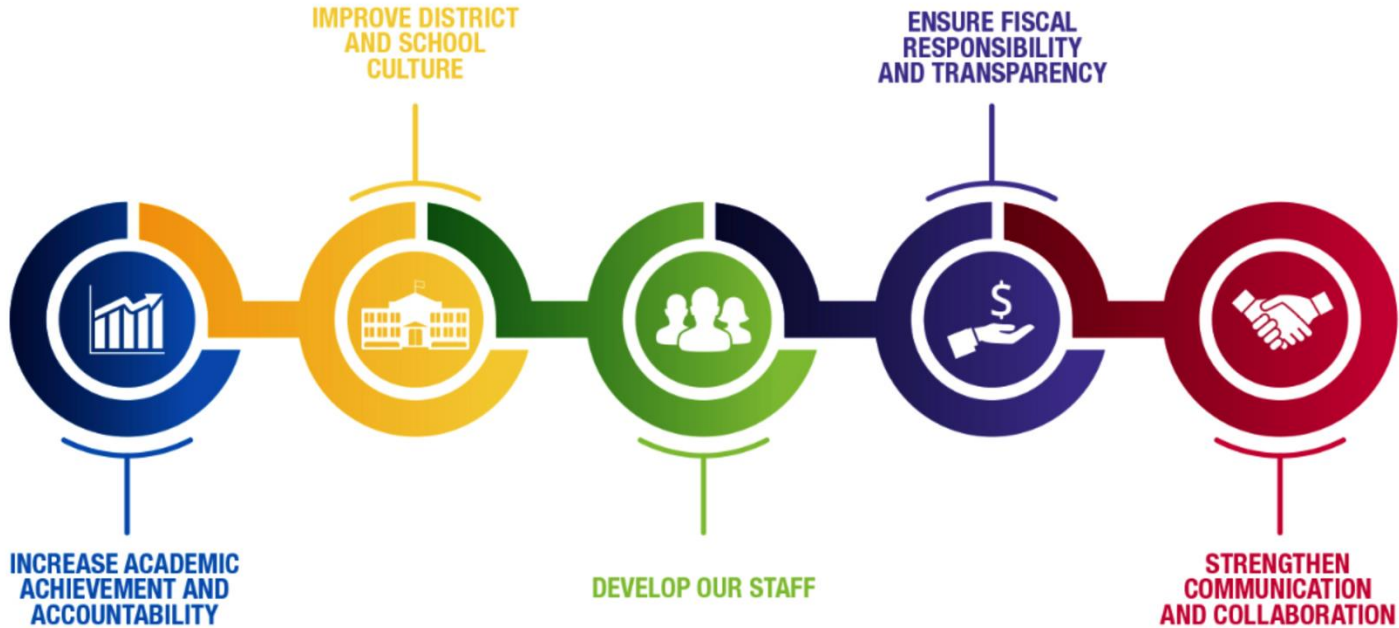 IMPROVE DISTRICT
AND SCHOOL
CULTURE
ENSURE FISCAL
RESPONSIBILITY
AND TRANSPARENCY
$
INCREASE ACADEMIC
ACHIEVEMENT AND
ACCOUNTABILITY
DEVELOP OUR STAFF
STRENGTHEN
COMMUNICATION
AND COLLABORATION